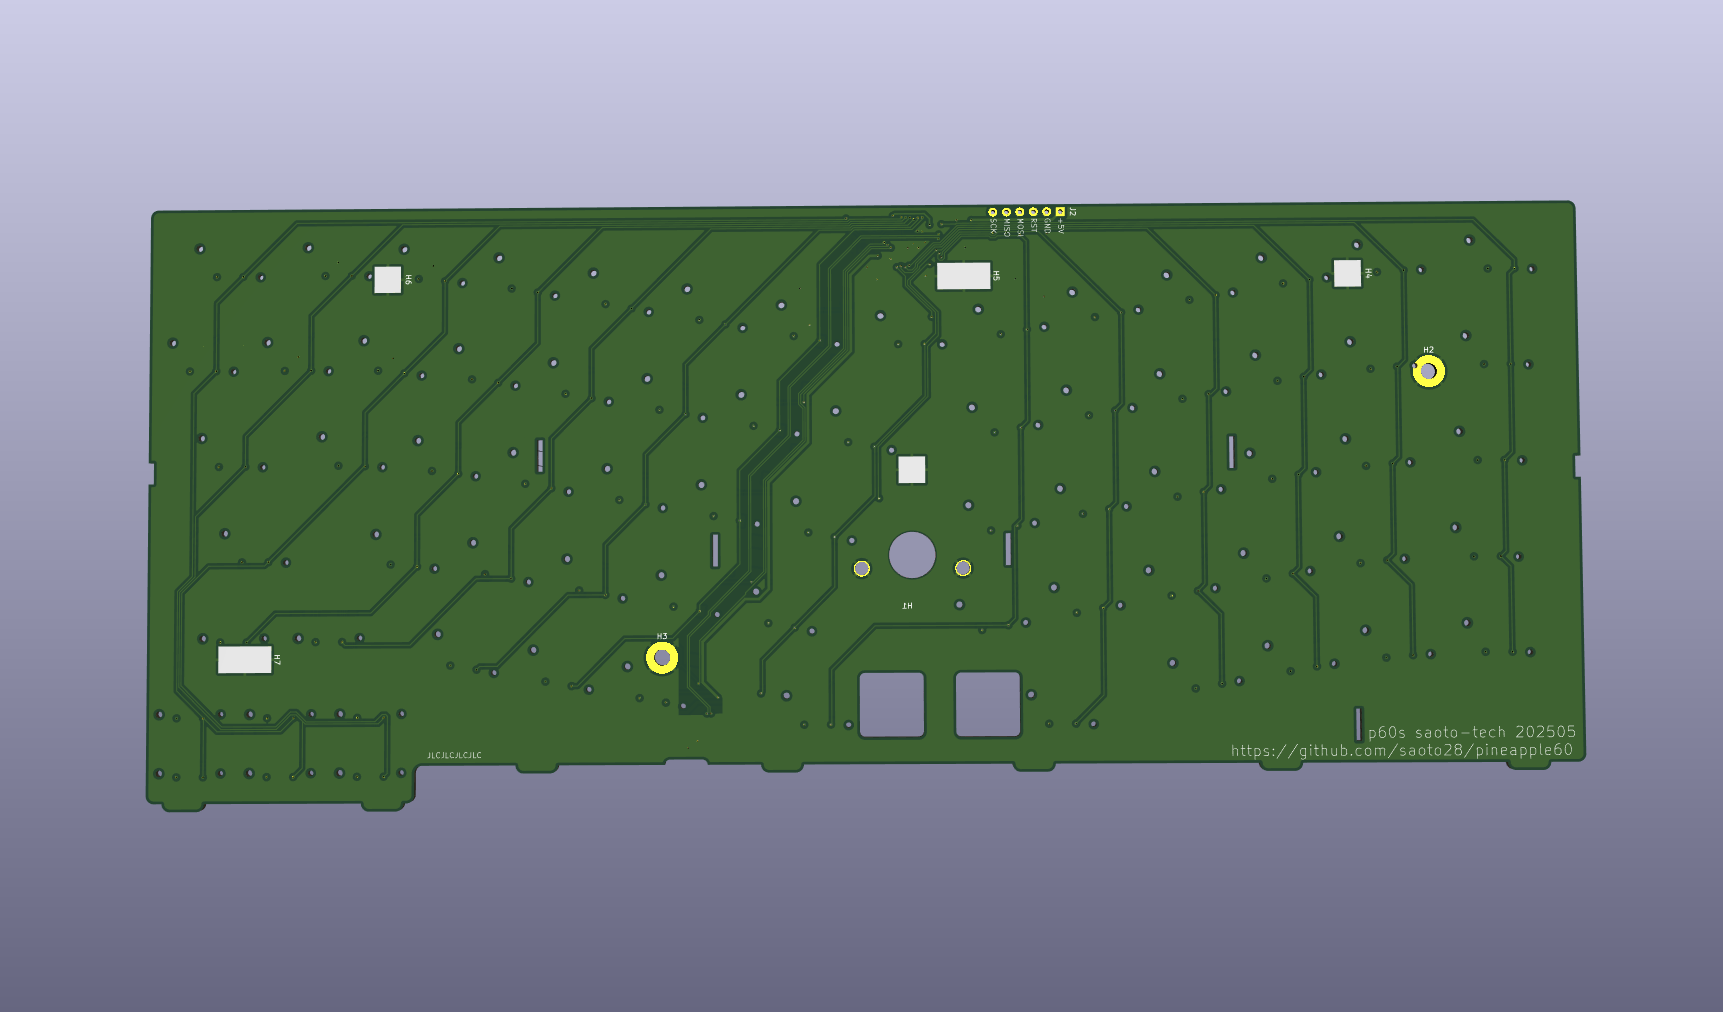 J2
+5V
GND
RST
MOSI
MISO
SCK
H6
H5
H4
H2
H1
H3
H7
p60s saoto-tech 202505
https://github.com/saoto28/pineapple60
JLCJLCJLCJLC